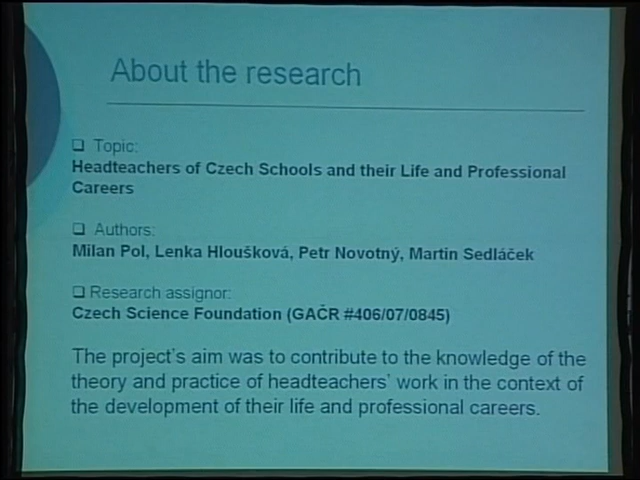 About the research
❑ Topic:
Headteachers of Czech Schools and their Life and Professional
Careers
❑ Authors:
Milan Pol, Lenka Hloušková, Petr Novotný, Martin Sedláček
❑ Research assignor:
Czech Science Foundation (GAČR #406/07/0845)
The project's aim was to contribute to the knowledge of the
theory and practice of headteachers' work in the context of
the development of their life and professional careers.